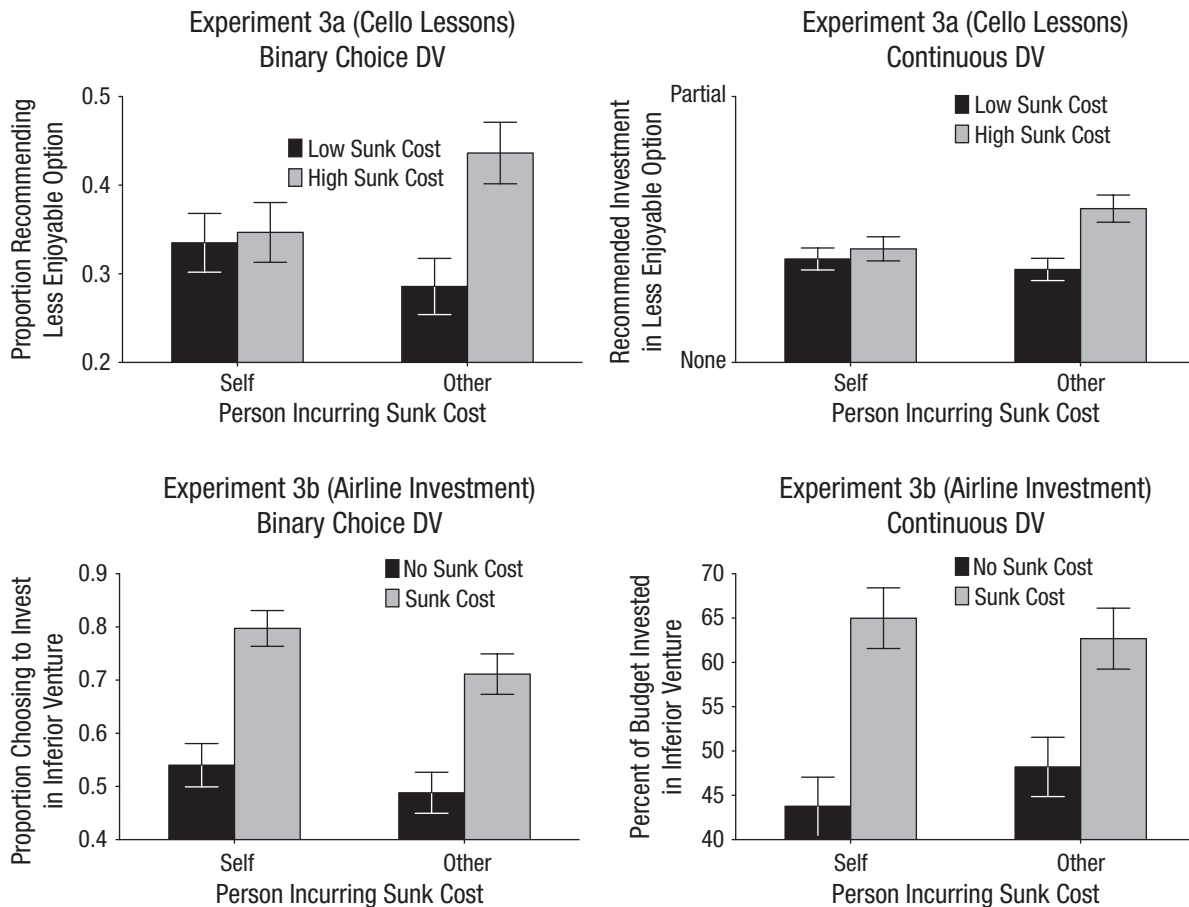 Experiment 3a (Cello Lessons)
Binary Choice DV
Proportion Recommending
Less Enjoyable Option
0.5
0.4
0.3
0.2
Low Sunk Cost
High Sunk Cost
Self
Other
Person Incurring Sunk Cost
Experiment 3a (Cello Lessons)
Continuous DV
Recommended Investment
in Less Enjoyable Option
Partial
None
Low Sunk Cost
High Sunk Cost
Self
Other
Person Incurring Sunk Cost
Experiment 3b (Airline Investment)
Binary Choice DV
Proportion Choosing to Invest
in Inferior Venture
0.9
0.8
0.7
0.6
0.5
0.4
No Sunk Cost
Sunk Cost
Self
Other
Person Incurring Sunk Cost
Experiment 3b (Airline Investment)
Continuous DV
Percent of Budget Invested
in Inferior Venture
70
65
60
55
50
45
40
No Sunk Cost
Sunk Cost
Self
Other
Person Incurring Sunk Cost